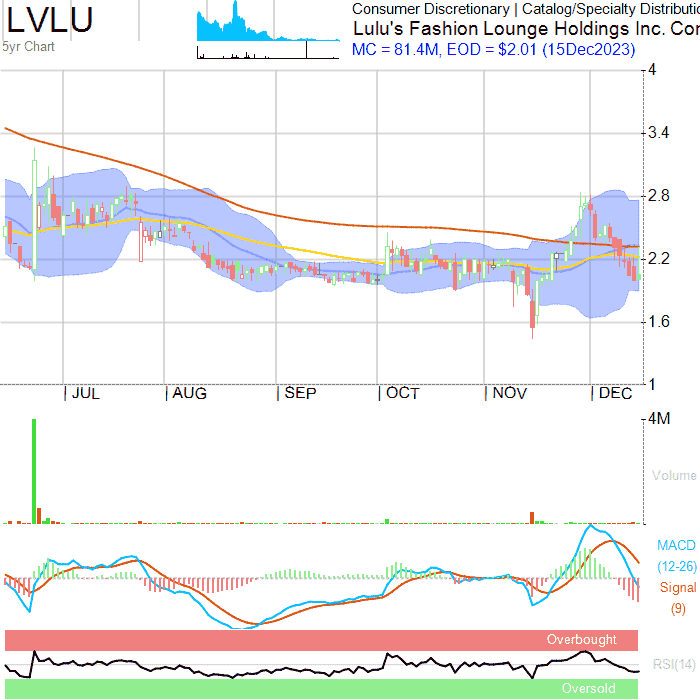 LVLU
5yr Chart
Consumer Discretionary | Catalog/Specialty Distributio
Lulu's Fashion Lounge Holdings Inc. Cor
MC = 81.4M, EOD = $2.01 (15Dec2023)
4
3.4
2.8
2.2
1.6
1
JUL AUG SEP OCT NOV DEC
4M
Volume
MACD
(12-26)
Signal
(9)
Overbought
RSI(14)
Oversold